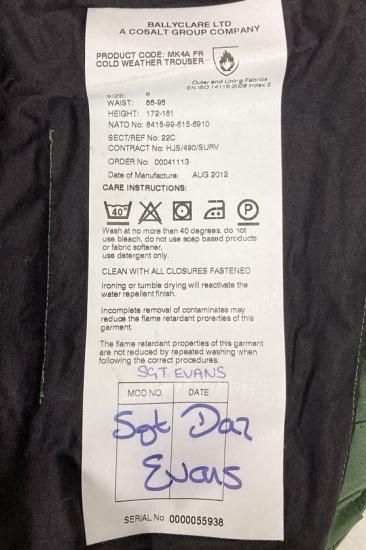 BALLYCLARE LTD
A COBALT GROUP COMPANY
PRODUCT CODE: MK4A FR
COLD WEATHER TROUSER
Outer and Lining Fabrics
EN ISO 14116:2008 Index 3
SIZE: 6
WAIST: 86-96
HEIGHT: 172-181
NATO No: 8415-99-615-6910
SECT/REF No: 22C
CONTRACT No: HJS/490/SURV
ORDER No: 00041113
Date of Manufacture: AUG 2012
CARE INSTRUCTIONS:
40°
P
Wash at no more than 40 degrees, do not
use bleach, do not use soap based products
or fabric softener,
use detergent only.
CLEAN WITH ALL CLOSURES FASTENED
Ironing or tumble drying will reactivate the
water repellent finish.
Incomplete removal of contaminates may
reduce the flame retardant prorerties of this
garment.
The flame retardant properties of this garment
are not reduced by repeated washing when
following the correct procedures.
SGT EVANS
MOD NO. DATE
Sgt Daz
Evans
SERIAL No 0000055938